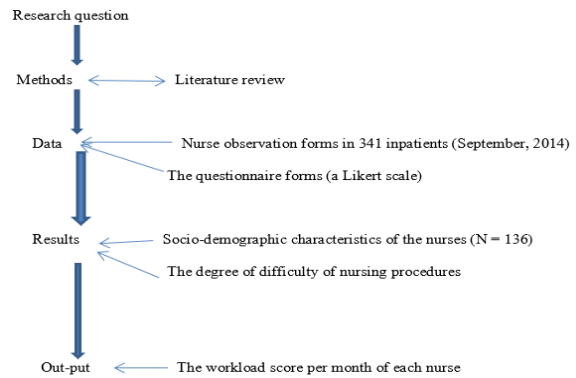 Research question
Methods
Literature review
Data
Nurse observation forms in 341 inpatients (September, 2014)
The questionnaire forms (a Likert scale)
Results
Socio-demographic characteristics of the nurses (N = 136)
The degree of difficulty of nursing procedures
Out-put
The workload score per month of each nurse